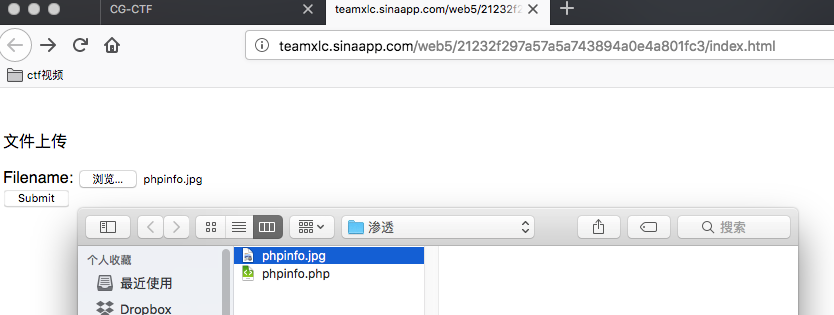 CG-CTF
teamxlc.sinaapp.com/web5/21232f2
teamxlc.sinaapp.com/web5/21232f297a57a5a743894a0e4a801fc3/index.html
ctf视频
文件上传
Filename: 浏览... phpinfo.jpg
Submit
渗透
搜索
个人收藏
phpinfo.jpg
最近使用
phpinfo.php
Dropbox